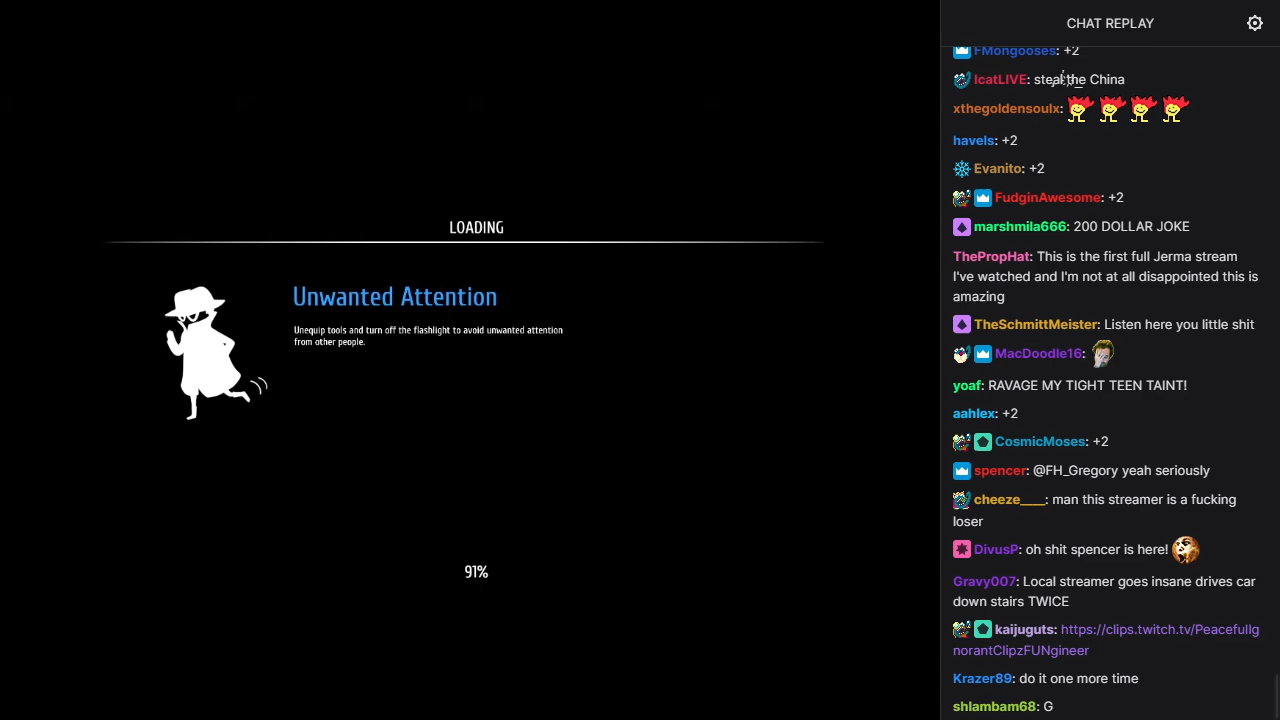 LOADING
Unwanted Attention
Unequip tools and turn off the flashlight to avoid unwanted attention
from other people.
91%
CHAT REPLAY
FMongooses: +2
IcatLIVE: steal the China
xthegoldensoulx:
havels: +2
Evanito: +2
FudginAwesome: +2
marshmila666: 200 DOLLAR JOKE
ThePropHat: This is the first full Jerma stream
I've watched and I'm not at all disappointed this is
amazing
TheSchmittMeister: Listen here you little shit
MacDoodle16:
yoaf: RAVAGE MY TIGHT TEEN TAINT!
aahlex: +2
CosmicMoses: +2
spencer: @FH_Gregory yeah seriously
cheeze____: man this streamer is a fucking
loser
DivusP: oh shit spencer is here!
Gravy007: Local streamer goes insane drives car
down stairs TWICE
kaijuguts: https://clips.twitch.tv/PeacefulIg
norantClipzFUNgineer
Krazer89: do it one more time
shlambam68: G